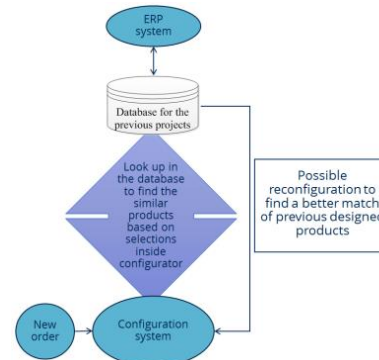 ERP
system
Database for the
previous projects
Look up in
the database
to find the
similar
products
based on
selections
inside
configurator
Possible
reconfiguration to
find a better match
of previous designed
products
New
order
Configuration
system